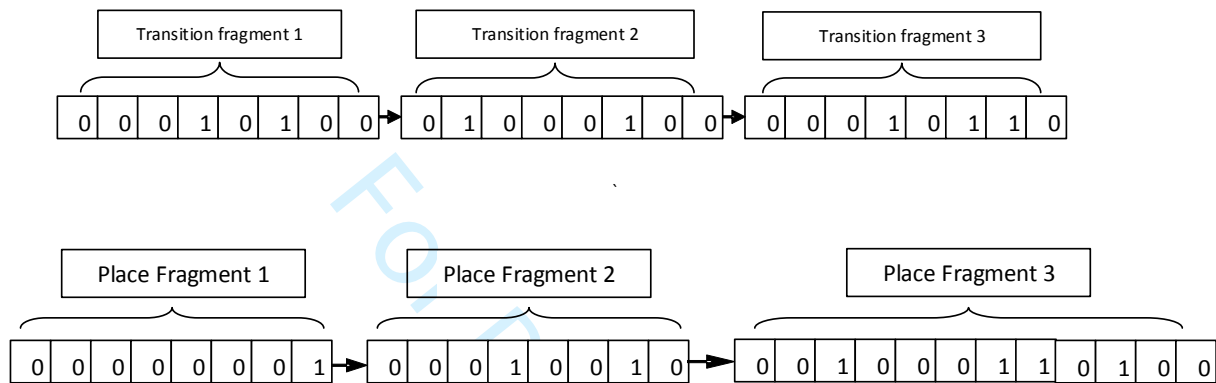 Transition fragment 1 Transition fragment 2 Transition fragment 3
0 0 0 1 0 1 0 0 0 1 0 0 0 1 0 0 0 0 0 1 0 1 1 0
Place Fragment 1 Place Fragment 2 Place Fragment 3
0 0 0 0 0 0 0 1 0 0 0 1 0 0 1 0 0 0 1 0 0 0 1 1 0 1 0 0
For